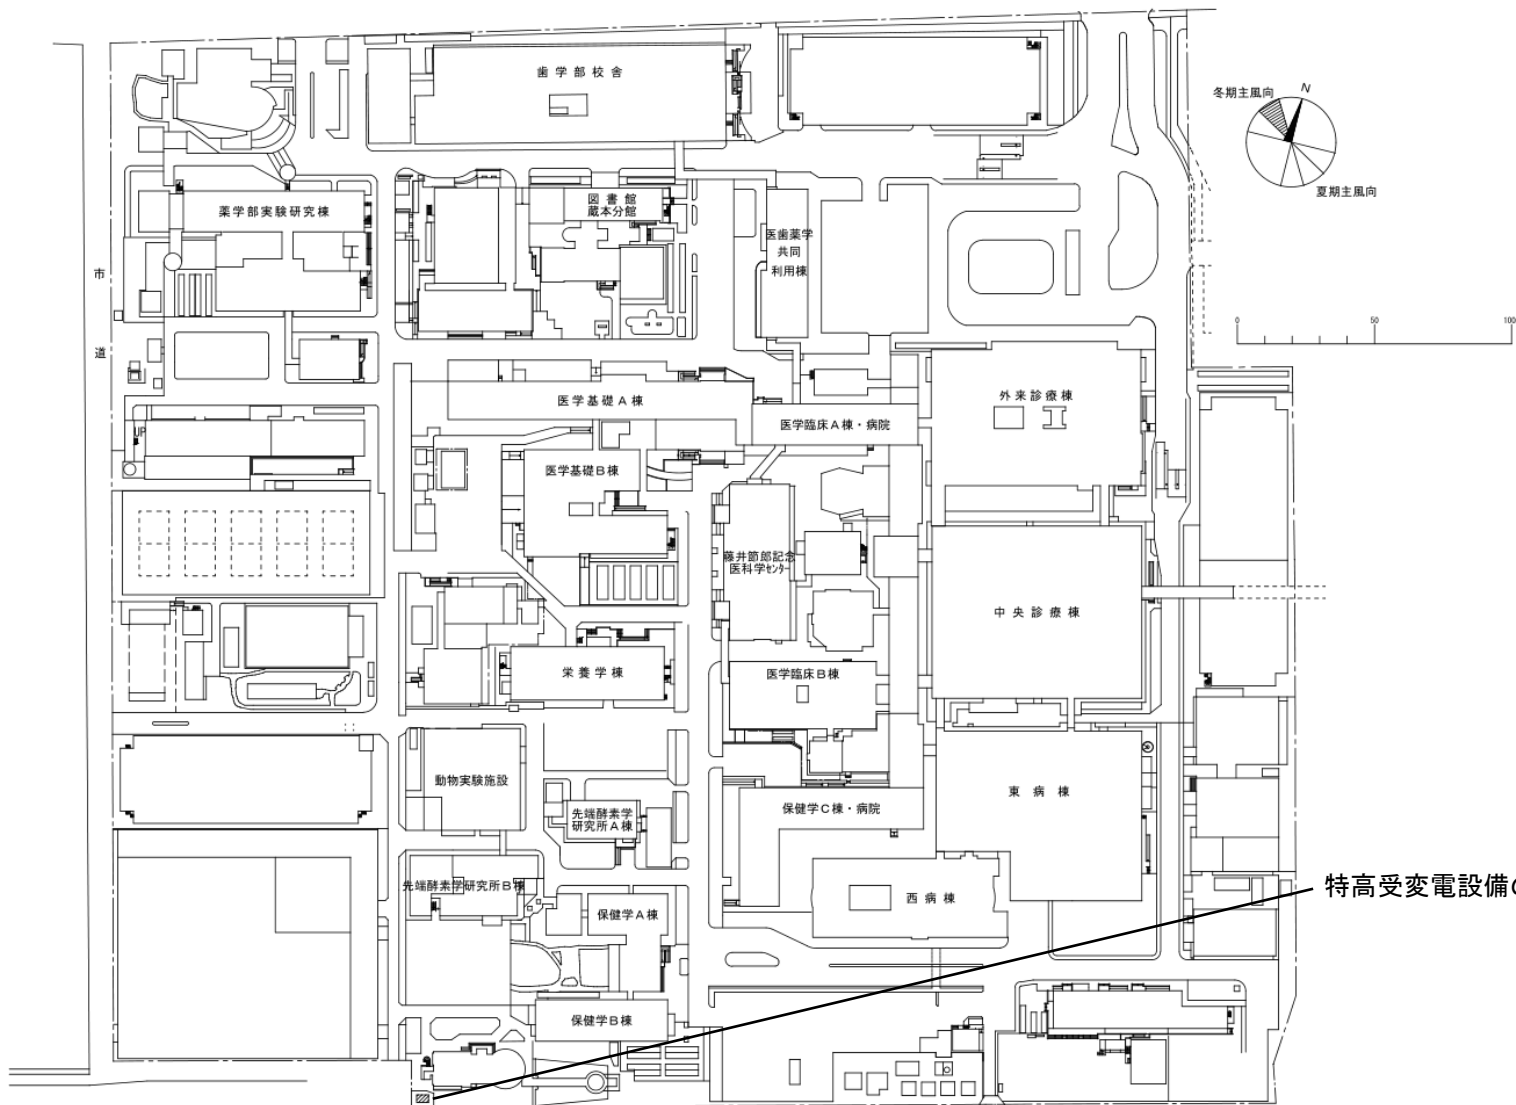 歯学部校舎
冬期主風向
N
夏期主風向
薬学部実験研究棟
図書館
蔵本分館
医歯薬学
共同
利用棟
市道
0 50 100
医学基礎A棟
外来診療棟
医学臨床A棟・病院
UP
医学基礎B棟
藤井節郎記念
医科学センター
中央診療棟
栄養学棟
医学臨床B棟
動物実験施設
東病棟
先端酵素学
研究所A棟
保健学C棟・病院
先端酵素学研究所B棟
特高受変電設備の
西病棟
保健学A棟
保健学B棟